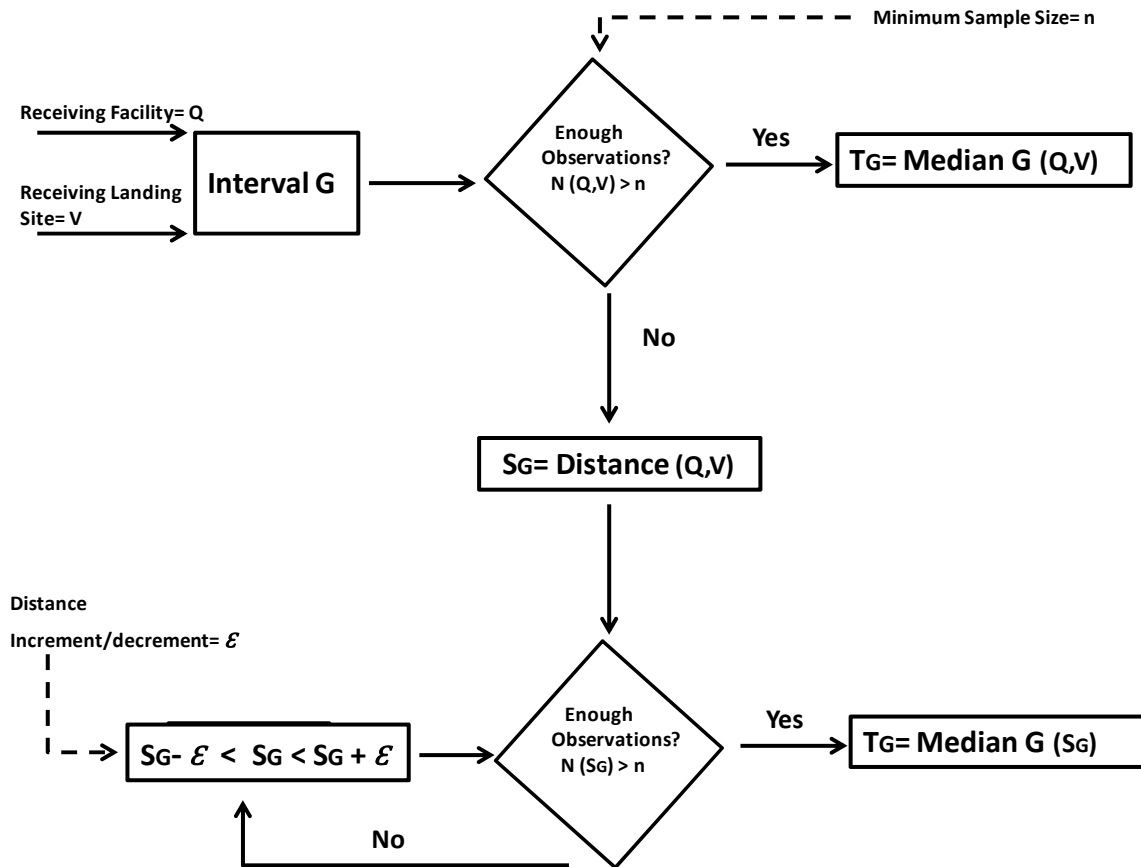 Minimum Sample Size= n
Receiving Facility= Q
Receiving Landing
Site= V
Interval G
Enough
Observations?
N (Q,V) > n
Yes
TG= Median G (Q,V)
No
SG= Distance (Q,V)
Distance
Increment/decrement= ℰ
SG- ℰ < SG < SG + ℰ
Enough
Observations?
N (SG) > n
Yes
TG= Median G (SG)
No